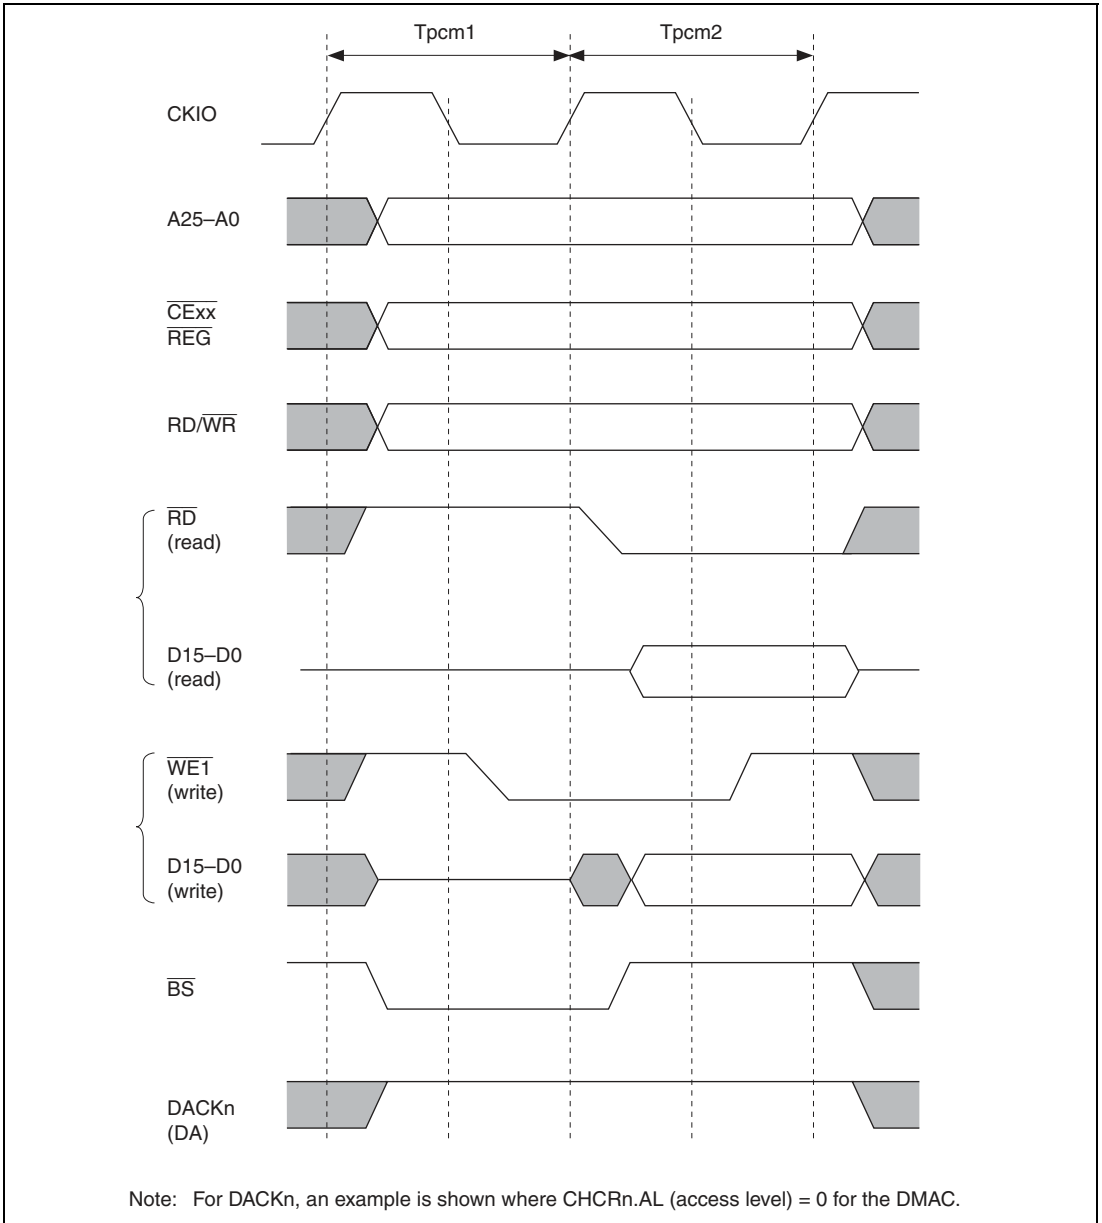 Tpcm1 Tpcm2
CKIO
A25–A0
CExx
REG
RD/WR
RD
(read)
D15–D0
(read)
WE1
(write)
D15–D0
(write)
BS
DACKn
(DA)
Note: For DACKn, an example is shown where CHCRn.AL (access level) = 0 for the DMAC.